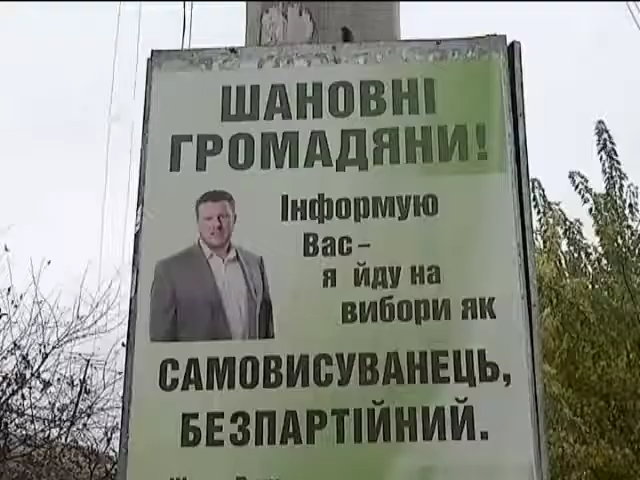 ШАНОВНІ
ГРОМАДЯНИ!
Інформую
Вас –
я йду на
вибори як
САМОВИСУВАНЕЦЬ,
БЕЗПАРТІЙНИЙ.